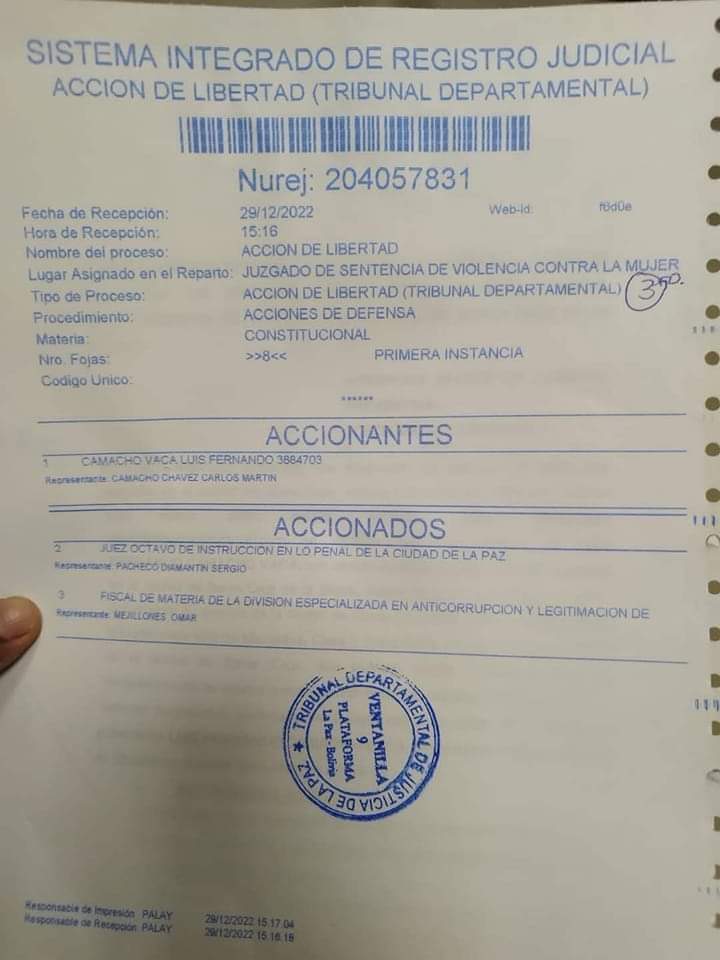 SISTEMA INTEGRADO DE REGISTRO JUDICIAL
ACCION DE LIBERTAD (TRIBUNAL DEPARTAMENTAL)
Nurej: 204057831
Fecha de Recepción: 29/12/2022 Web-id: f6d0e
Hora de Recepción: 15:16
Nombre del proceso: ACCION DE LIBERTAD
Lugar Asignado en el Reparto: JUZGADO DE SENTENCIA DE VIOLENCIA CONTRA LA MUJER
Tipo de Proceso: ACCION DE LIBERTAD (TRIBUNAL DEPARTAMENTAL) 3RO.
Procedimiento: ACCIONES DE DEFENSA
Materia: CONSTITUCIONAL
Nro. Fojas: >>8<< PRIMERA INSTANCIA
Codigo Unico:
******
ACCIONANTES
1 CAMACHO VACA LUIS FERNANDO 3884703
Representante: CAMACHO CHAVEZ CARLOS MARTIN
ACCIONADOS
2 JUEZ OCTAVO DE INSTRUCCION EN LO PENAL DE LA CIUDAD DE LA PAZ
Representante: PACHECO DIAMANTIN SERGIO
3 FISCAL DE MATERIA DE LA DIVISION ESPECIALIZADA EN ANTICORRUPCION Y LEGITIMACION DE
Representante: MEJILLONES OMAR
TRIBUNAL DEPARTAMENTAL DE JUSTICIA DE LA PAZ
VENTANILLA
9
PLATAFORMA
La Paz - Bolivia
Responsable de Impresión PALAY 29/12/2022 15.17.04
Responsable de Recepción PALAY 29/12/2022 15.16.18